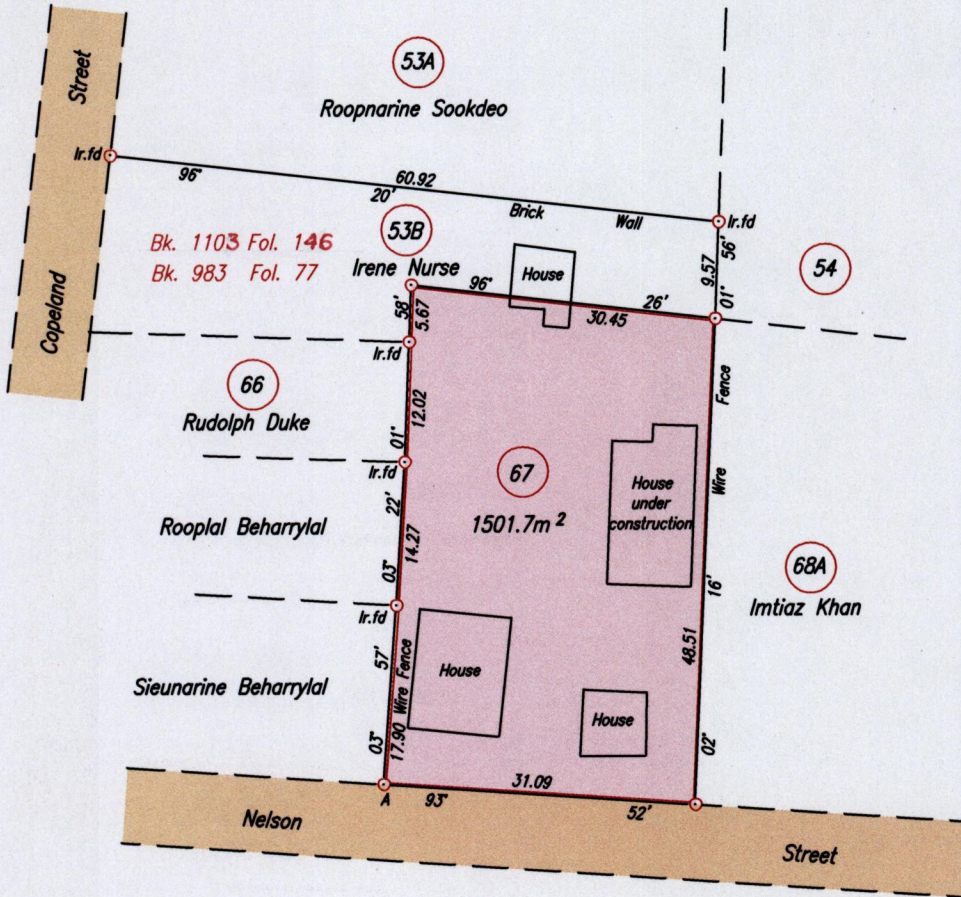 53A
Street
Roopnarine Sookdeo
Ir.fd
96°
60.92
20'
Brick
Wall
Ir.fd
53B
Bk. 1103 Fol. 146
Bk. 983 Fol. 77
Irene Nurse
56'
9.57
01°
54
House
96°
26'
30.45
58'
5.67
Copeland
Ir.fd
66
Rudolph Duke
12.02
01°
Fence
Ir.fd
67
Wire
House
under
construction
22'
Rooplal Beharrylal
1501.7m²
14.27
03°
68A
16'
Imtiaz Khan
Ir.fd
57'
Wire Fence
48.51
House
Sieunarine Beharrylal
House
03°
17.90
02°
31.09
A
93°
52'
Nelson
Street